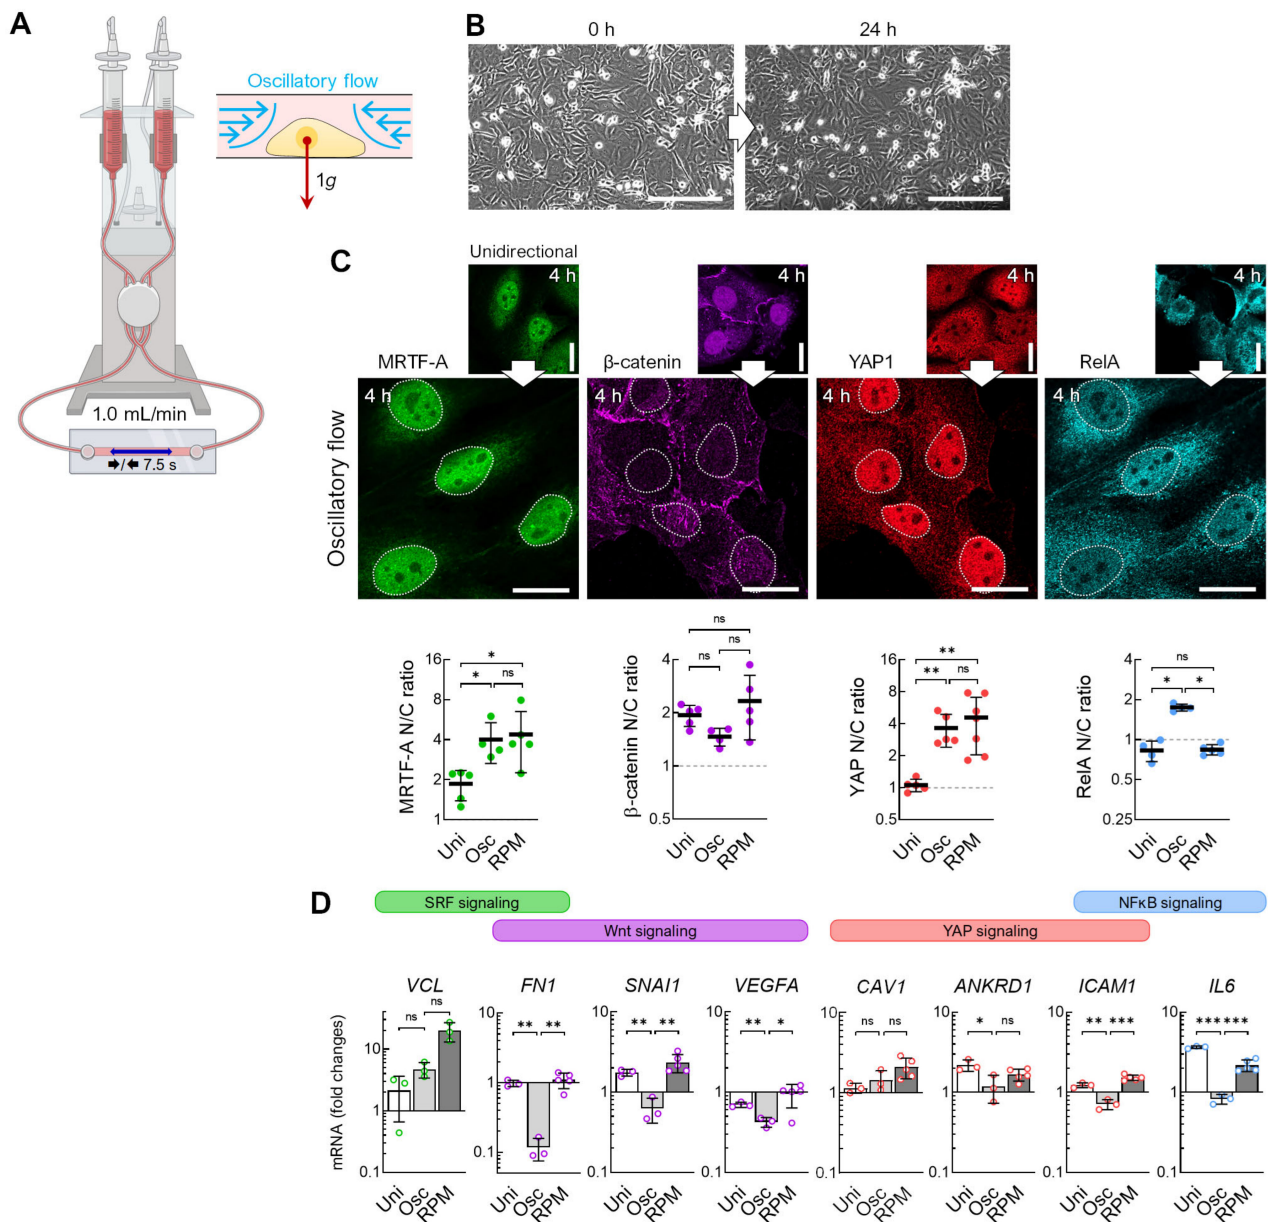 A
Oscillatory flow
1g
1.0 mL/min
/ 7.5 s
B
0 h
24 h
C
Unidirectional
4 h
4 h
4 h
4 h
MRTF-A
β-catenin
YAP1
RelA
Oscillatory flow
4 h
4 h
4 h
4 h
MRTF-A N/C ratio
16
8
4
2
1
*
*
ns
Uni
Osc
RPM
β-catenin N/C ratio
4
2
1
0.5
ns
ns
ns
Uni
Osc
RPM
YAP N/C ratio
16
8
4
2
1
0.5
**
**
ns
Uni
Osc
RPM
RelA N/C ratio
4
2
1
0.5
0.25
ns
*
*
Uni
Osc
RPM
D
SRF signaling
Wnt signaling
YAP signaling
NFκB signaling
mRNA (fold changes)
VCL
10
1
0.1
ns
ns
Uni
Osc
RPM
FN1
10
1
0.1
**
**
Uni
Osc
RPM
SNAI1
10
1
0.1
**
**
Uni
Osc
RPM
VEGFA
10
1
0.1
**
*
Uni
Osc
RPM
CAV1
10
1
0.1
ns
ns
Uni
Osc
RPM
ANKRD1
10
1
0.1
*
ns
Uni
Osc
RPM
ICAM1
10
1
0.1
**
***
Uni
Osc
RPM
IL6
10
1
0.1
***
***
Uni
Osc
RPM